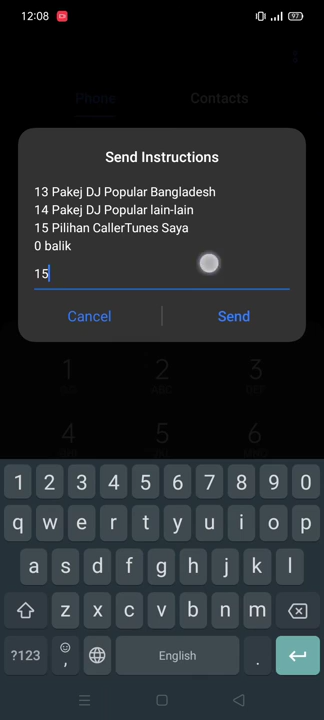 12:08
97
Phone
Contacts
Send Instructions
13 Pakej DJ Popular Bangladesh
14 Pakej DJ Popular lain-lain
15 Pilihan CallerTunes Saya
0 balik
15
Cancel
Send
1
2 ABC
3 DEF
4 GHI
5 JKL
6 MNO
1 2 3 4 5 6 7 8 9 0
q w e r t y u i o p
a s d f g h j k l
z x c v b n m
?123 , English .